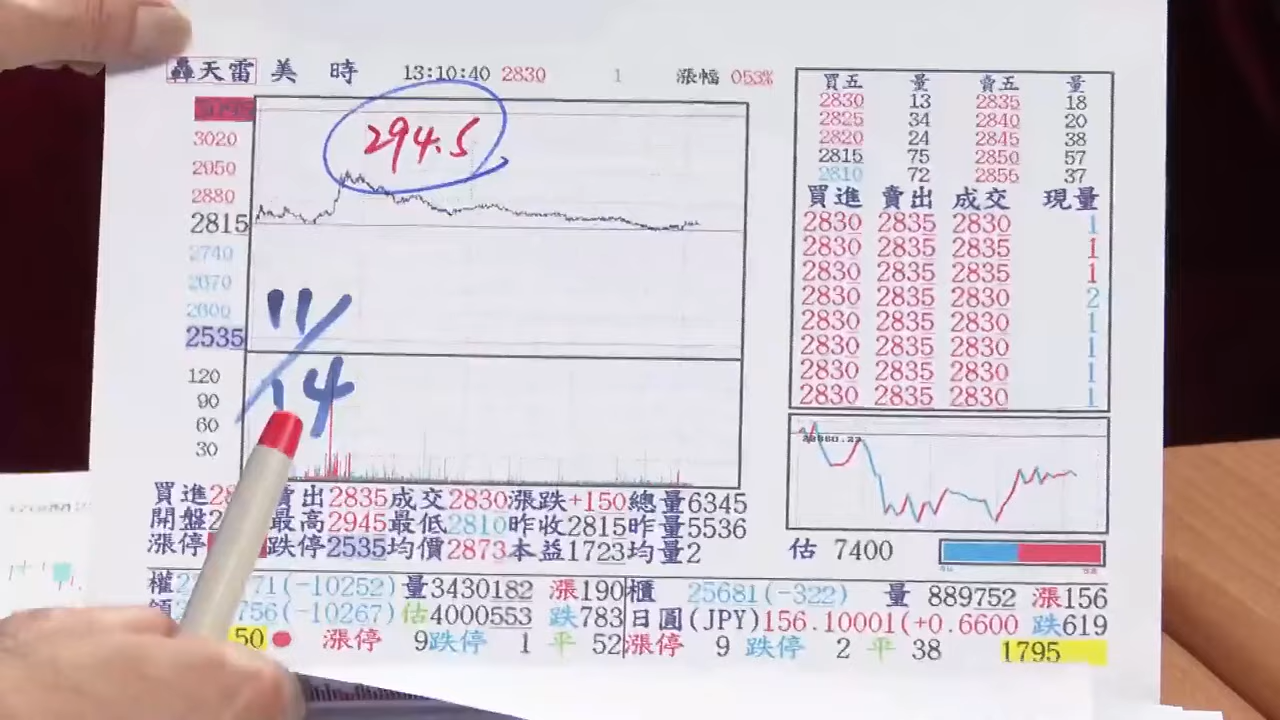 轟天雷 美 時 13:10:40 2830 1 漲幅 053%
294.5
3020
2950
2880
2815
2740
2670
2600
2535
120
90
60
30
11/14
買五 量 賣五 量
2830 13 2835 18
2825 34 2840 20
2820 24 2845 38
2815 75 2850 57
2810 72 2855 37
買進 賣出 成交 現量
2830 2835 2830 1
2830 2835 2835 1
2830 2835 2835 1
2830 2835 2830 2
2830 2835 2830 1
2830 2835 2830 1
2830 2835 2830 1
2830 2835 2830 1
估 7400
買進28 賣出2835成交2830漲跌+150總量6345
開盤2 最高2945最低2810昨收2815昨量5536
漲停 跌停2535均價2873本益1723均量2
權2 71(-10252) 量3430182 漲190 櫃 25681(-322) 量 889752 漲156
756(-10267) 估4000553 跌783 日圓(JPY)156.10001(+0.6600 跌619
50 漲停 9 跌停 1 平 52 漲停 9 跌停 2 平 38 1795